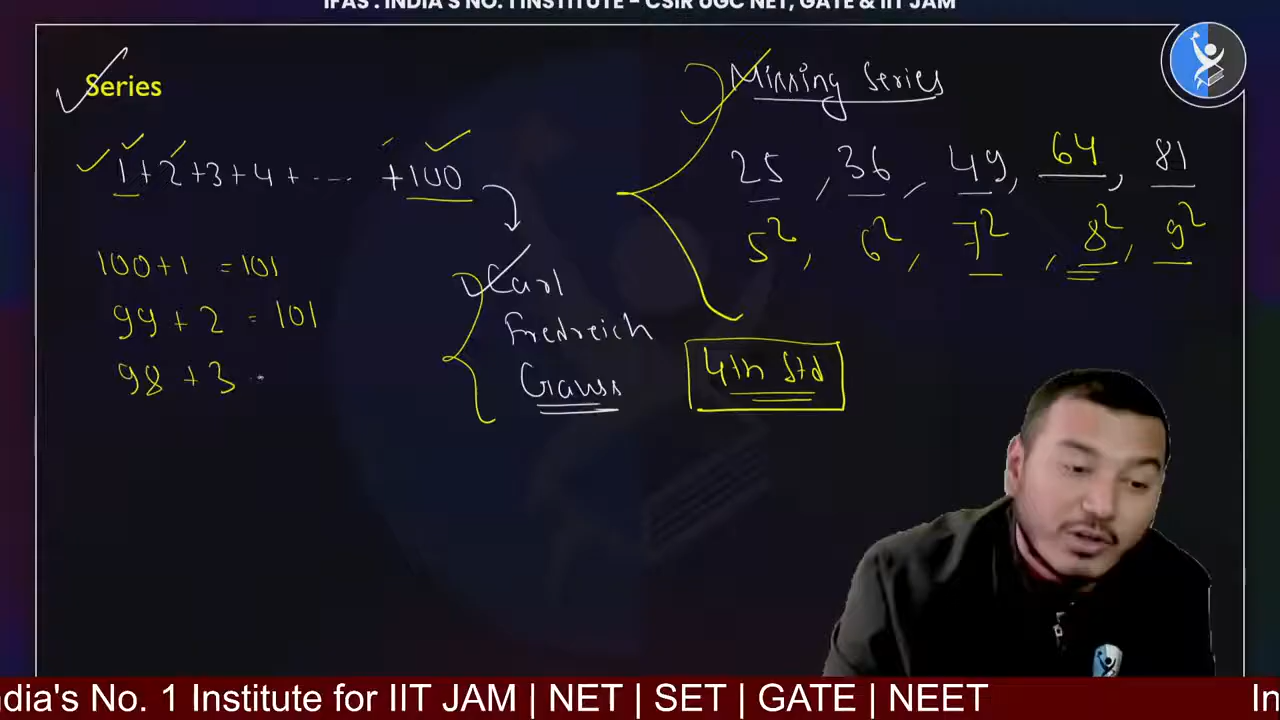 IFAS : INDIA'S NO. 1 INSTITUTE – CSIR UGC NET, GATE & IIT JAM
Series
1+2+3+4+.... +100
100+1 = 101
99+2 = 101
98+3
Carl
Fredreich
Gauss
Missing Series
25, 36, 49, 64, 81
5², 6², 7², 8², 9²
4th Std
ndia's No. 1 Institute for IIT JAM | NET | SET | GATE | NEET In